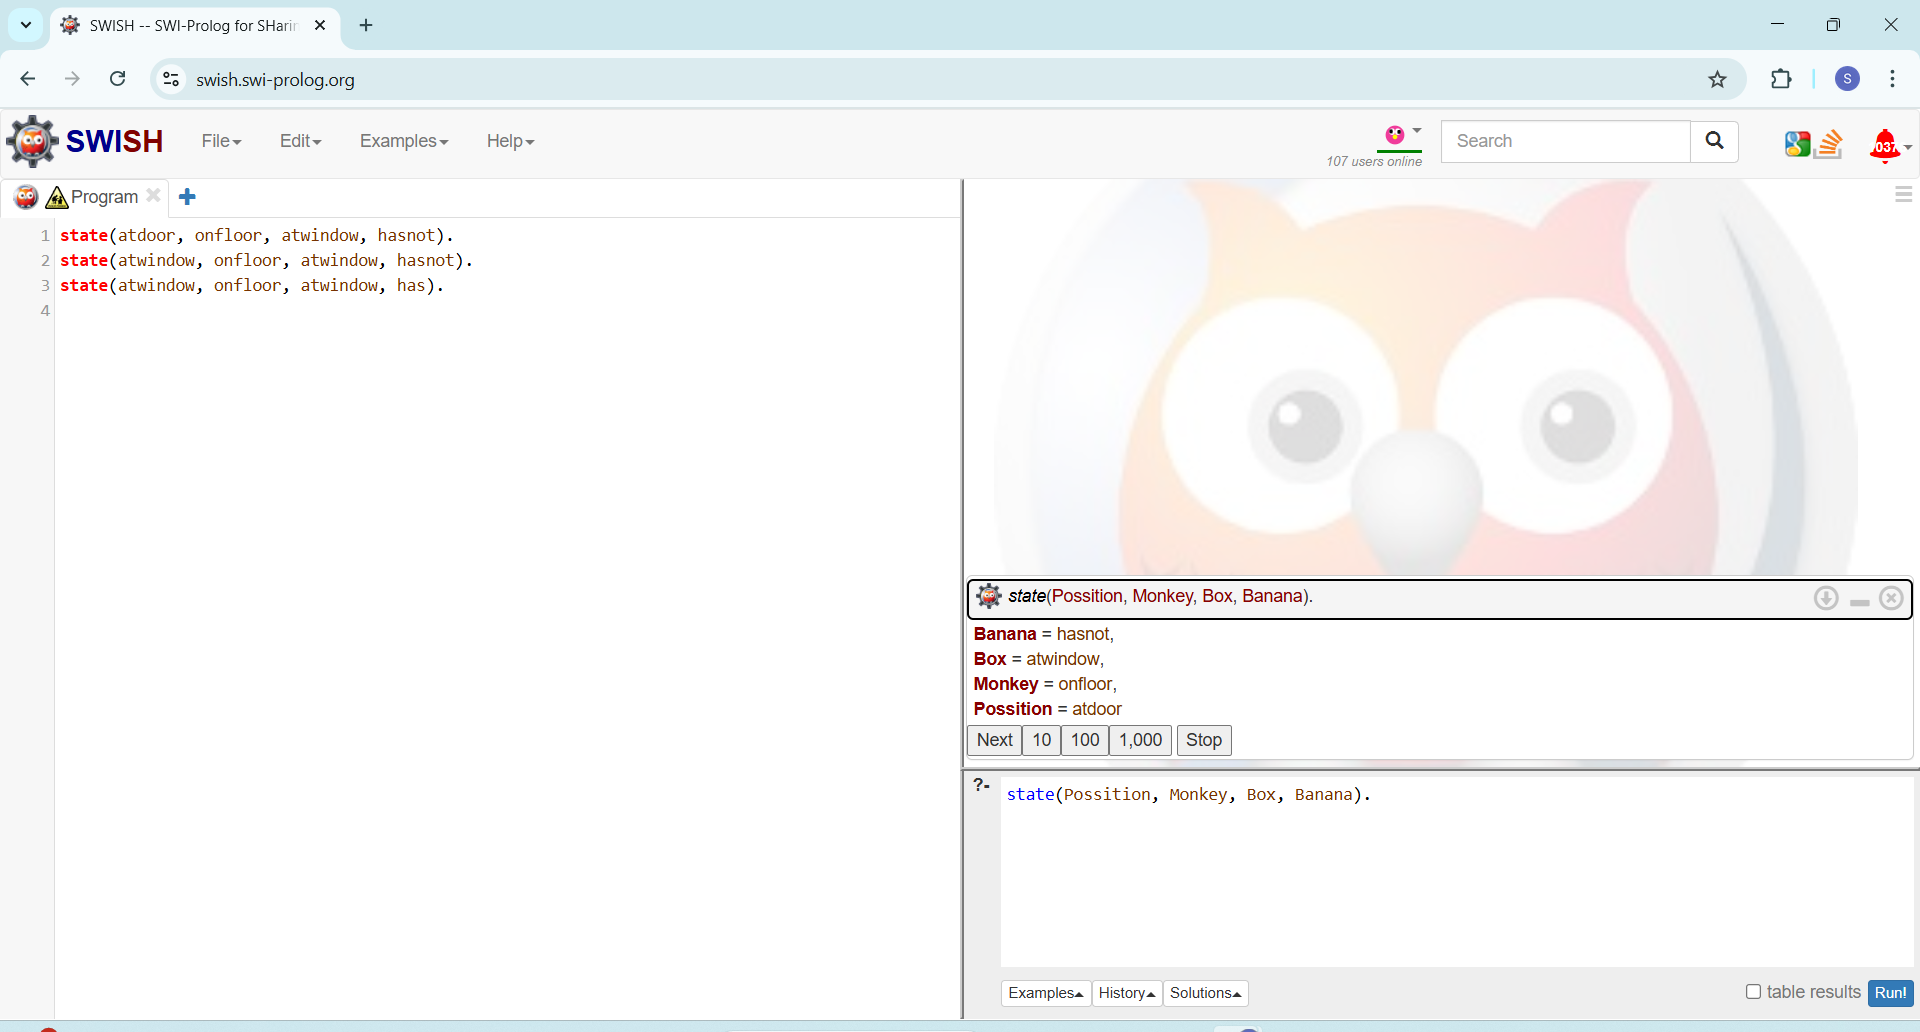 SWISH -- SWI-Prolog for SHarin
swish.swi-prolog.org
S
SWISH
File
Edit
Examples
Help
107 users online
Search
Program
1 state(atdoor, onfloor, atwindow, hasnot).
2 state(atwindow, onfloor, atwindow, hasnot).
3 state(atwindow, onfloor, atwindow, has).
4
state(Possition, Monkey, Box, Banana).
Banana = hasnot,
Box = atwindow,
Monkey = onfloor,
Possition = atdoor
Next 10 100 1,000 Stop
?- state(Possition, Monkey, Box, Banana).
Examples History Solutions
table results Run!